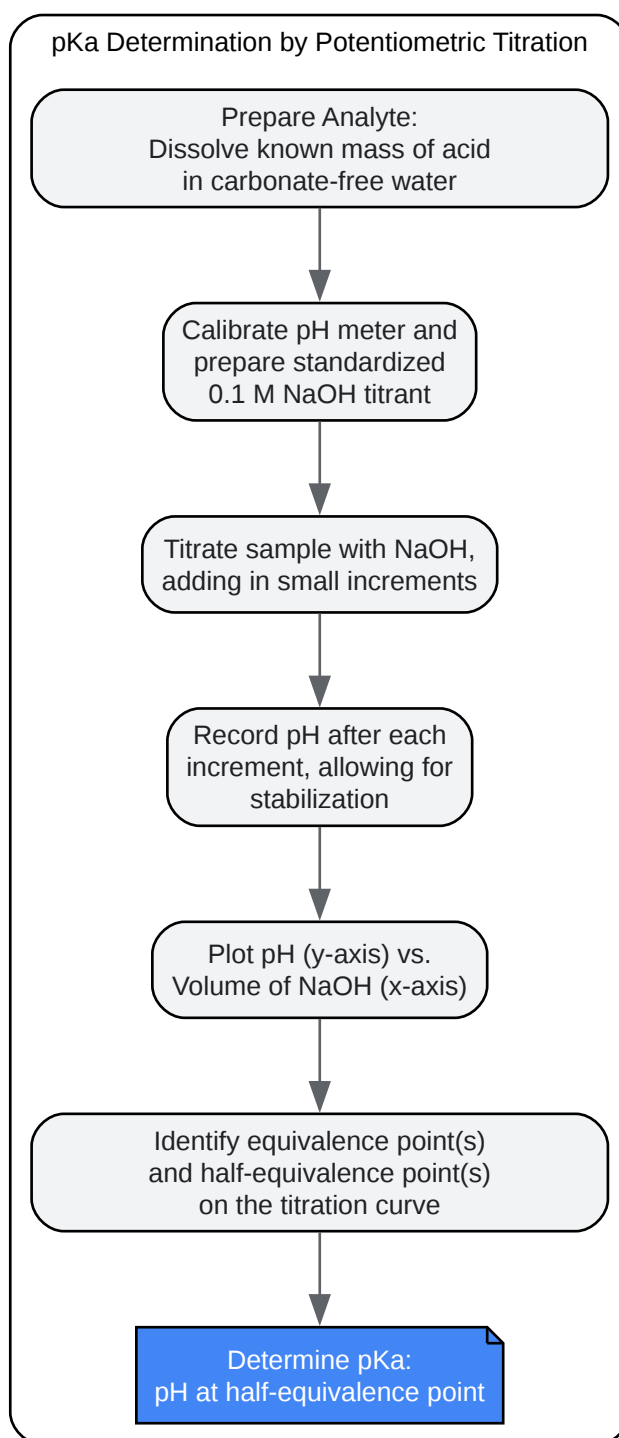 pKa Determination by Potentiometric Titration
Prepare Analyte:
Dissolve known mass of acid
in carbonate-free water
Calibrate pH meter and
prepare standardized
0.1 M NaOH titrant
Titrate sample with NaOH,
adding in small increments
Record pH after each
increment, allowing for
stabilization
Plot pH (y-axis) vs.
Volume of NaOH (x-axis)
Identify equivalence point(s)
and half-equivalence point(s)
on the titration curve
Determine pKa:
pH at half-equivalence point